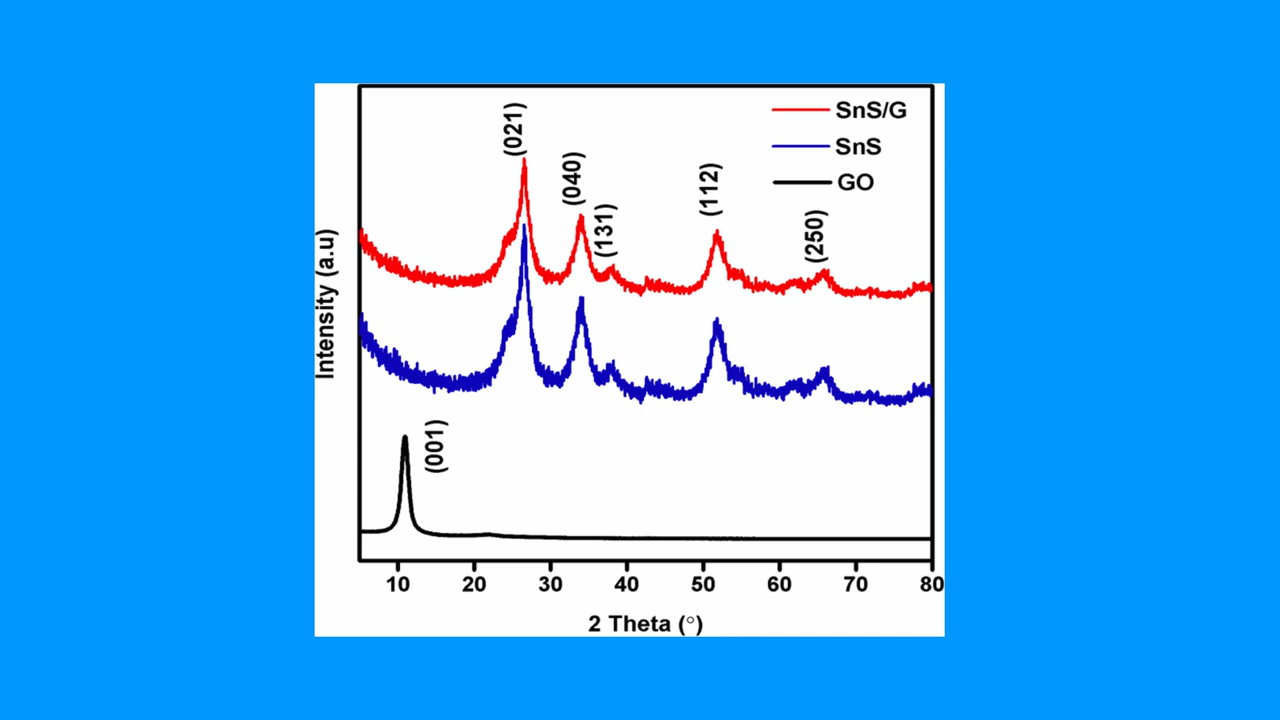 SnS/G
SnS
GO
(021)
(040)
(131)
(112)
(250)
(001)
Intensity (a.u)
10 20 30 40 50 60 70 80
2 Theta (°)